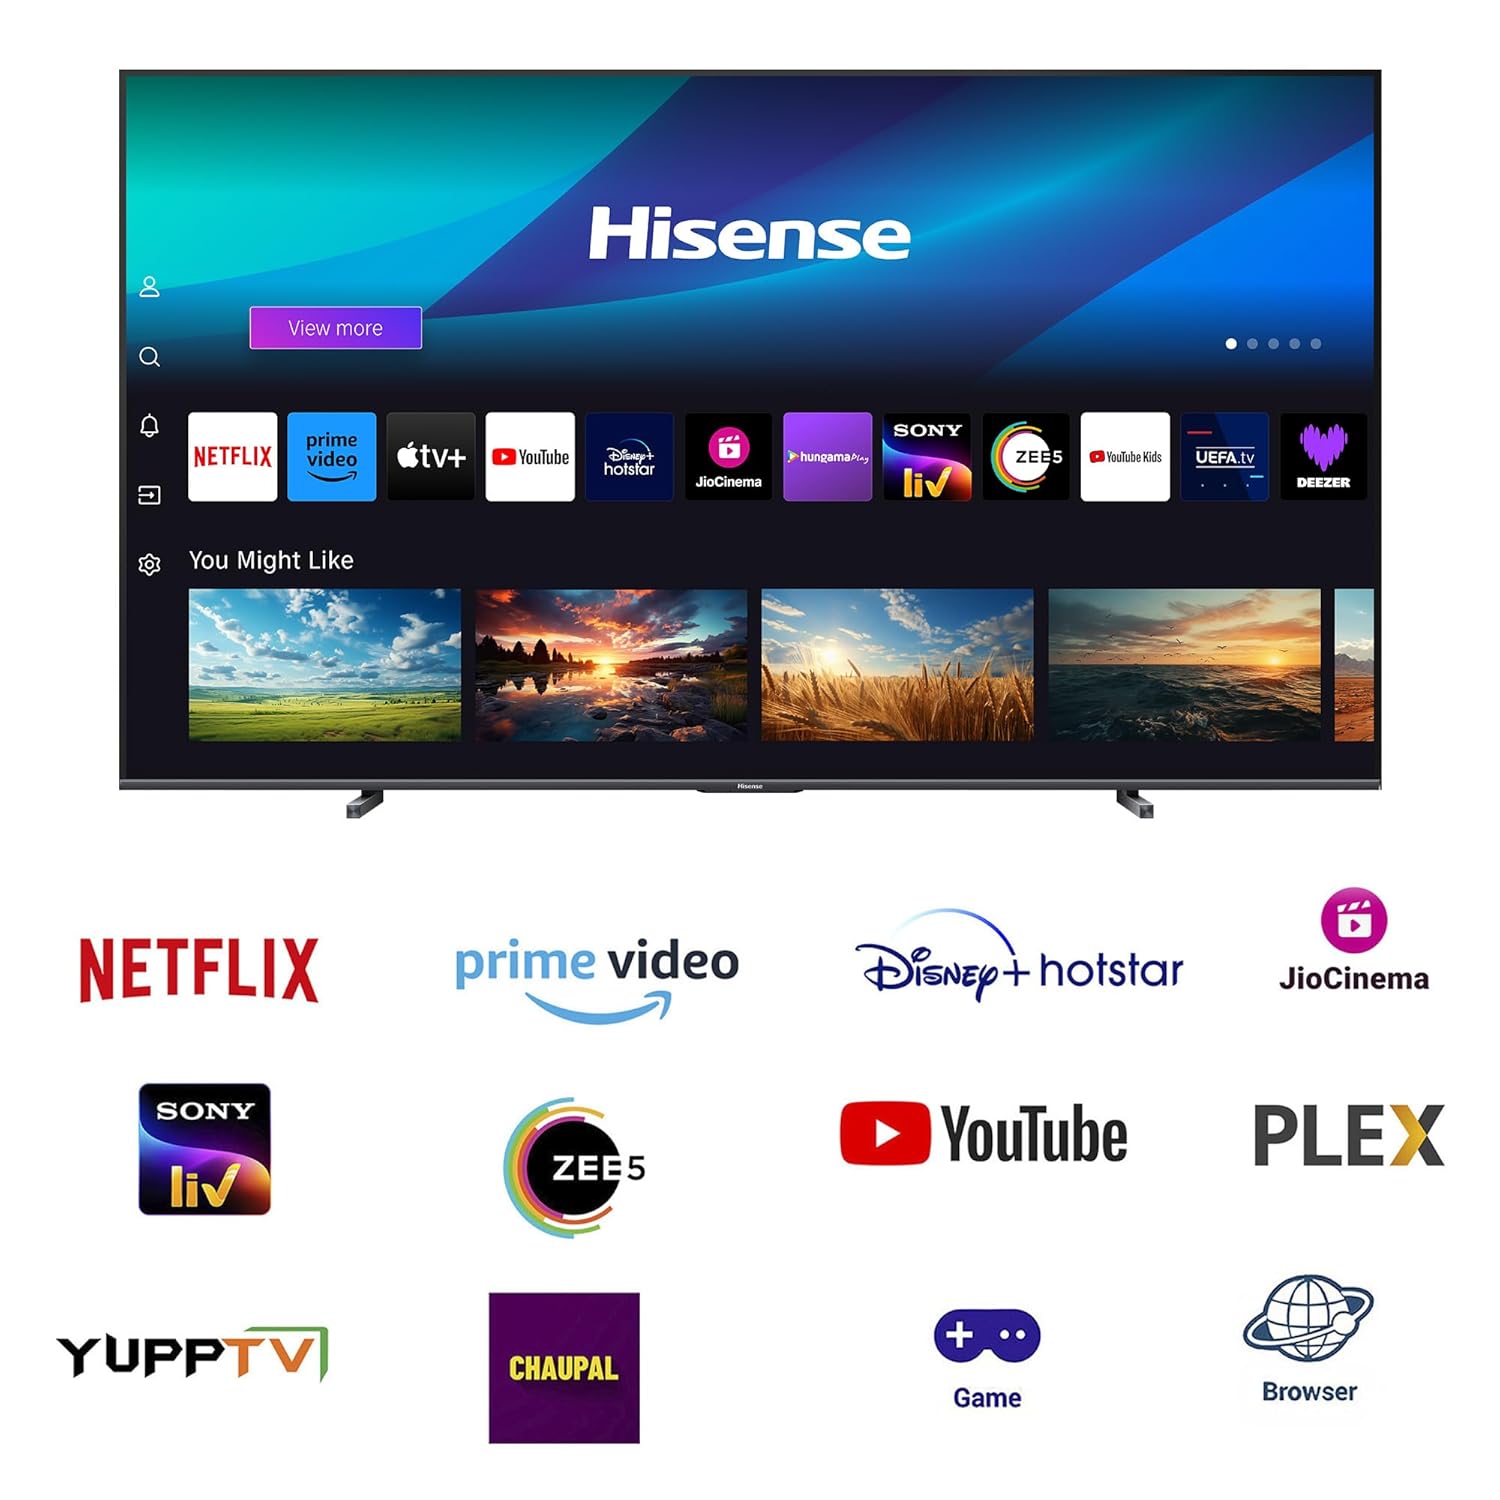 Hisense
View more
NETFLIX
prime
video
tv+
YouTube
Disney+
hotstar
JioCinema
hungama Play
SONY
liv
ZEE5
YouTube Kids
UEFA.tv
DEEZER
You Might Like
Hisense
NETFLIX
prime video
Disney+ hotstar
JioCinema
SONY
liv
ZEE5
YouTube
PLEX
YUPPTV
CHAUPAL
Game
Browser